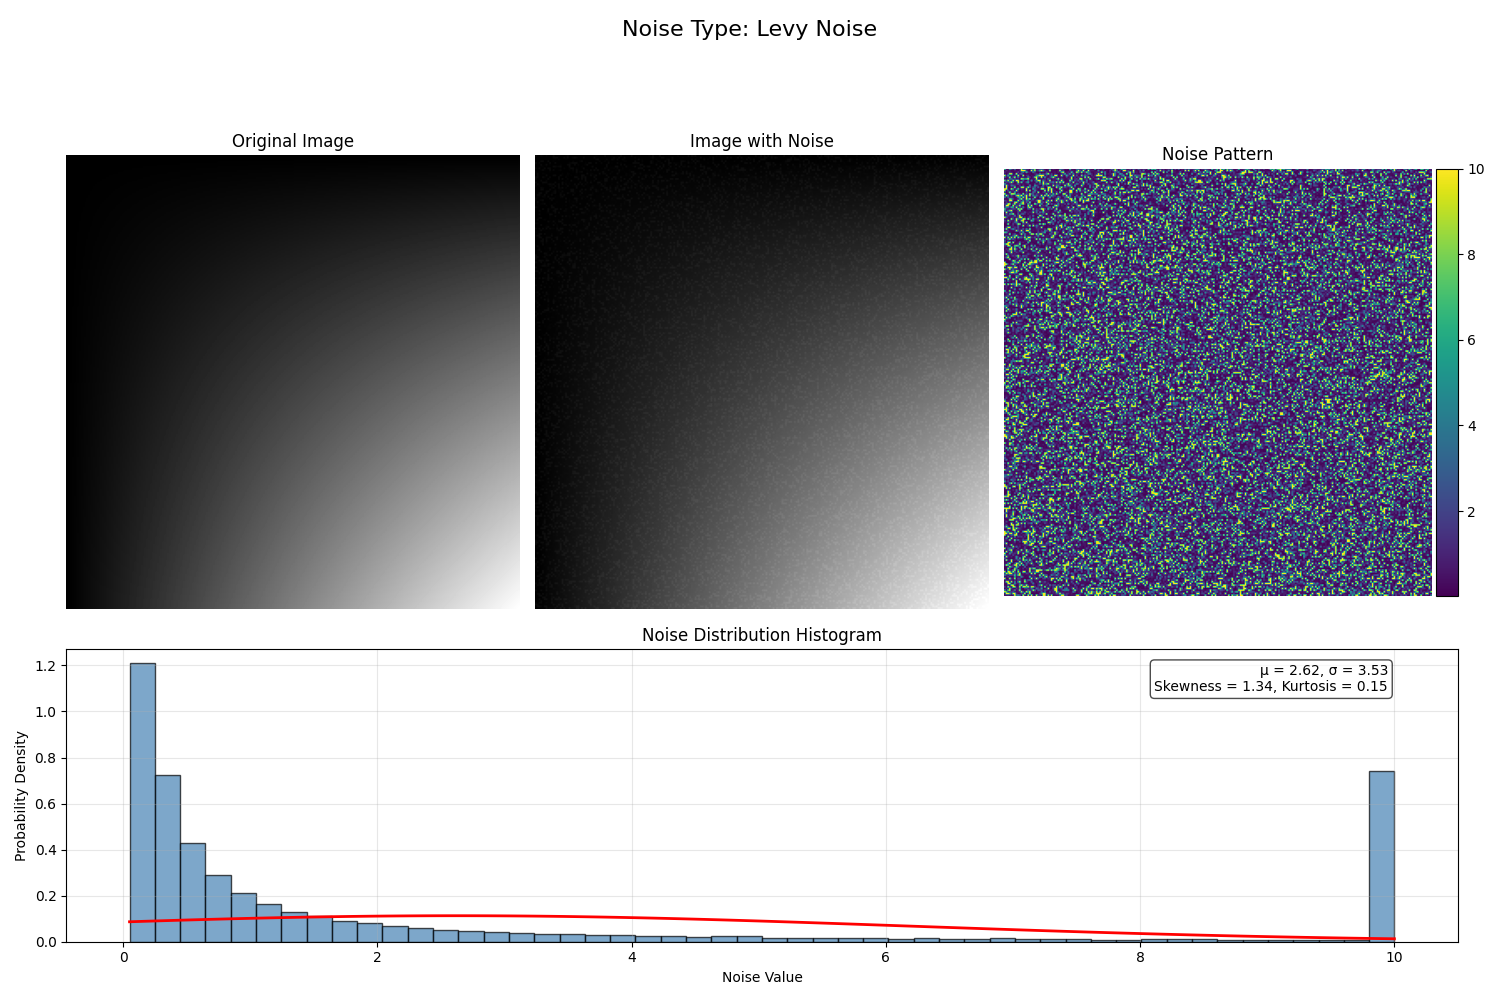 Noise Type: Levy Noise
Original Image
Image with Noise
Noise Pattern
10
8
6
4
2
Noise Distribution Histogram
μ = 2.62, σ = 3.53
Skewness = 1.34, Kurtosis = 0.15
Probability Density
1.2
1.0
0.8
0.6
0.4
0.2
0.0
0 2 4 6 8 10
Noise Value